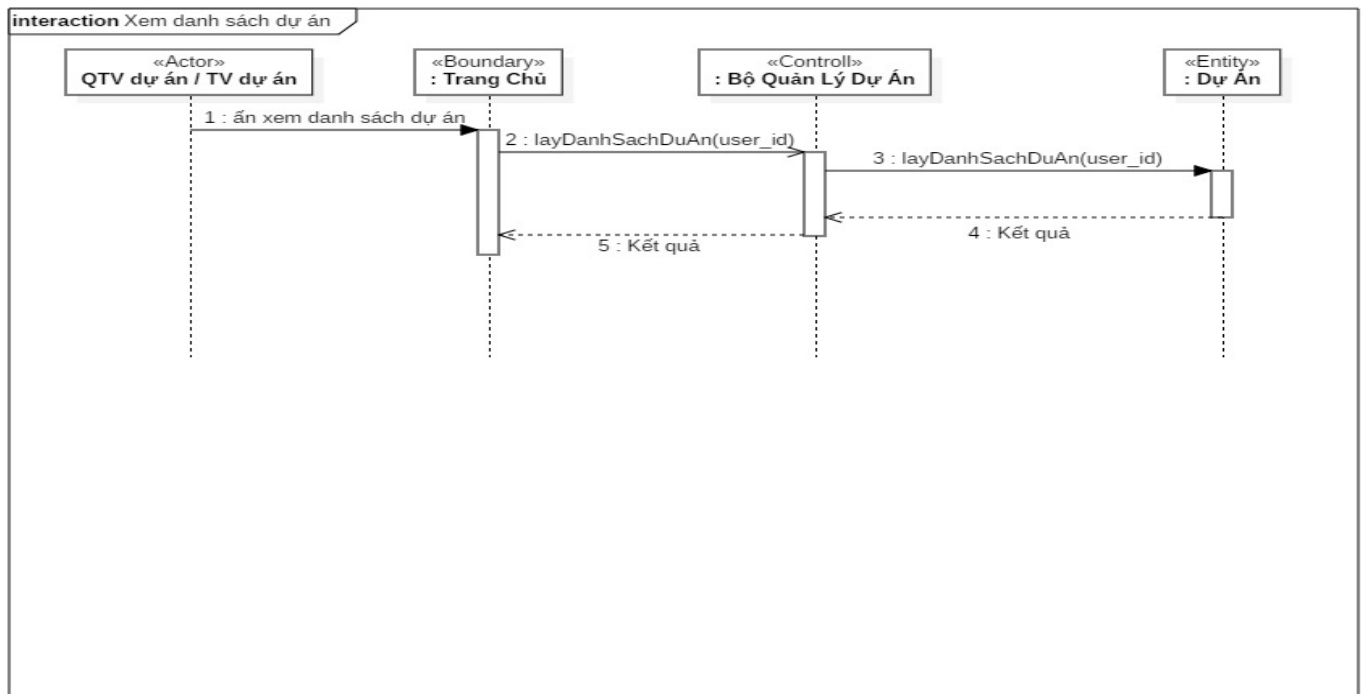 interaction Xem danh sách dự án
«Actor»
QTV dự án / TV dự án
«Boundary»
: Trang Chủ
«Controll»
: Bộ Quản Lý Dự Án
«Entity»
: Dự Án
1 : ấn xem danh sách dự án
2 : layDanhSachDuAn(user_id)
3 : layDanhSachDuAn(user_id)
4 : Kết quả
5 : Kết quả